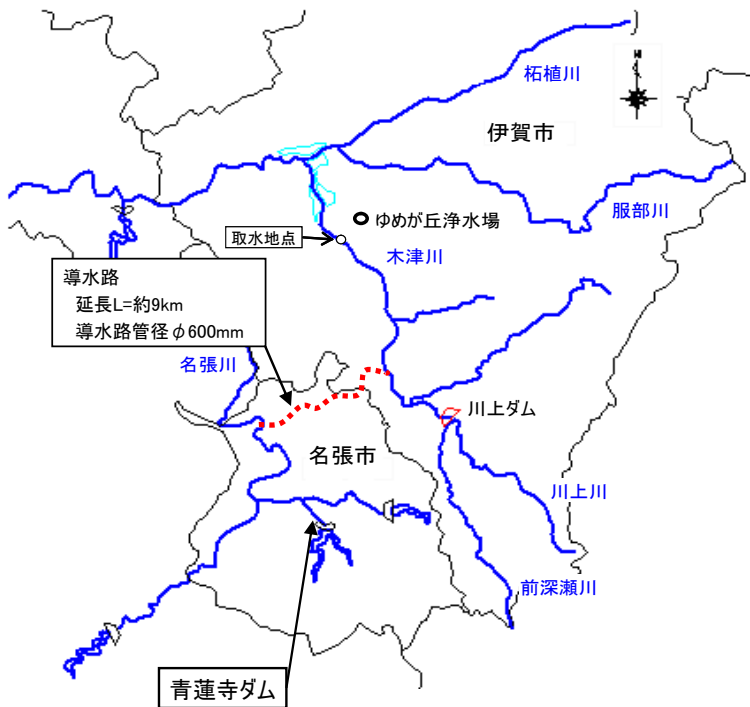 N
柘植川
伊賀市
服部川
ゆめが丘浄水場
取水地点
木津川
導水路
延長L=約9km
導水路管径φ600mm
名張川
川上ダム
名張市
川上川
前深瀬川
青蓮寺ダム